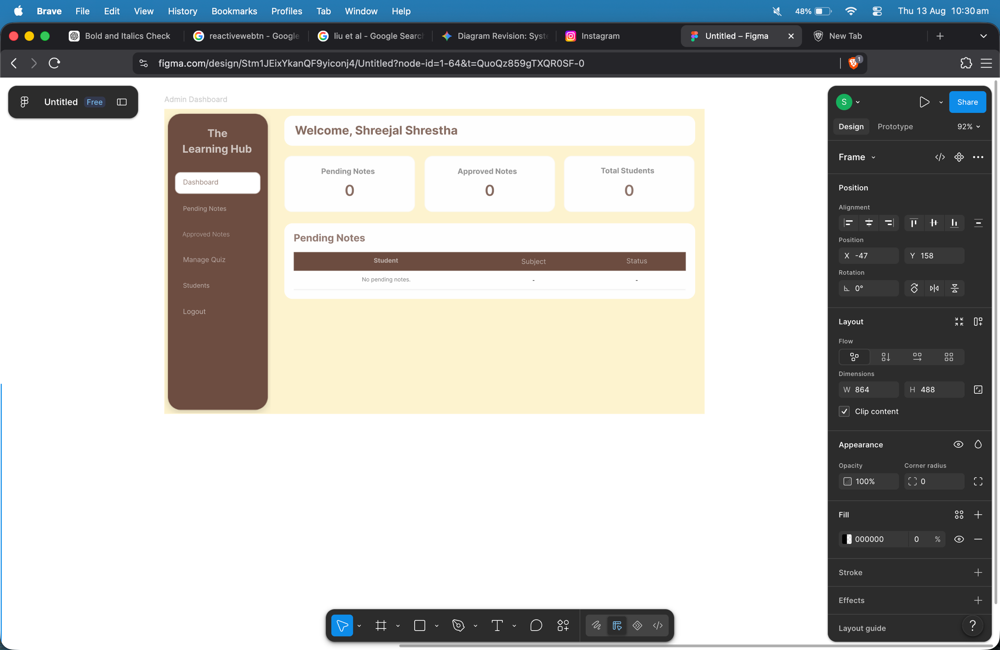 Brave File Edit View History Bookmarks Profiles Tab Window Help 48% Thu 13 Aug 10:30 am
Bold and Italics Check reactivewebtn - Google liu et al - Google Search Diagram Revision: Syste Instagram Untitled – Figma New Tab
figma.com/design/Stm1JEixYkanQF9yiconj4/Untitled?node-id=1-64&t=QuoQz859gTXQR0SF-0 1
Untitled Free
Admin Dashboard
The
Learning Hub
Dashboard
Pending Notes
Approved Notes
Manage Quiz
Students
Logout
Welcome, Shreejal Shrestha
Pending Notes
0
Approved Notes
0
Total Students
0
Pending Notes
Student Subject Status
No pending notes. - -
S Share
Design Prototype 92%
Frame
Position
Alignment
Position
X -47 Y 158
Rotation
0°
Layout
Flow
Dimensions
W 864 H 488
Clip content
Appearance
Opacity Corner radius
100% 0
Fill
000000 0 %
Stroke
Effects
Layout guide
?